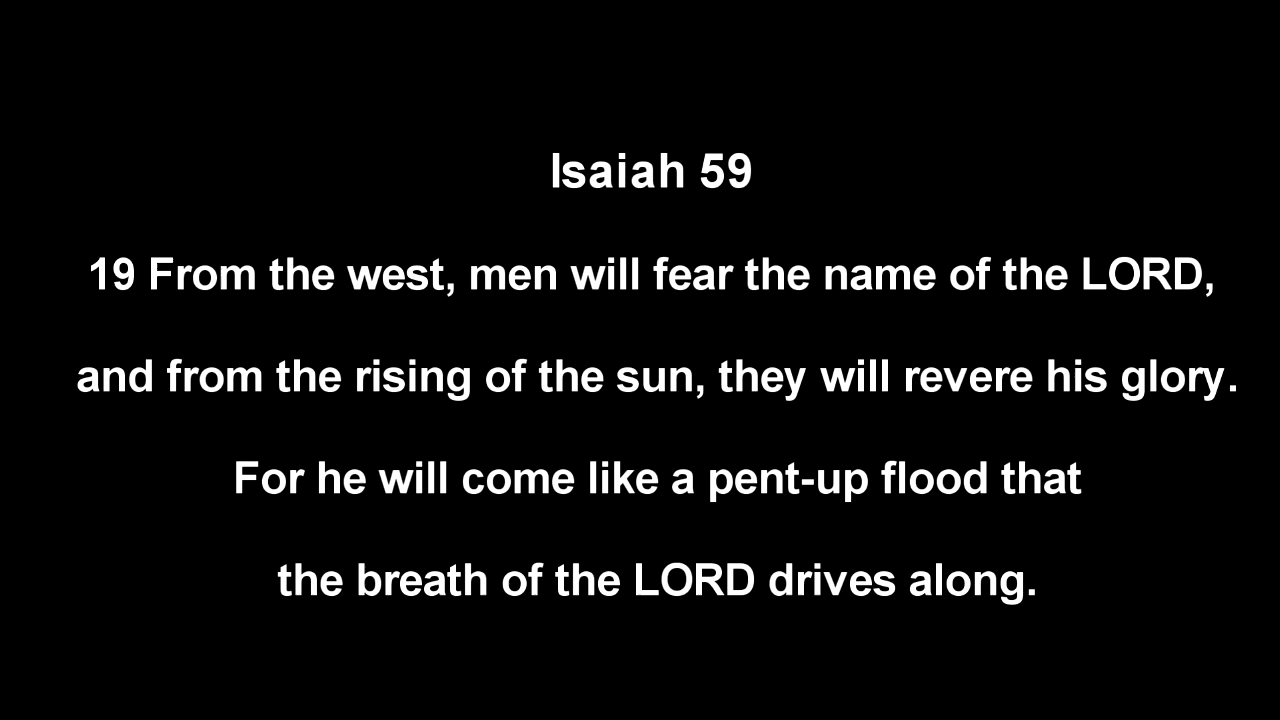 Isaiah 59
19 From the west, men will fear the name of the LORD,
and from the rising of the sun, they will revere his glory.
For he will come like a pent-up flood that
the breath of the LORD drives along.